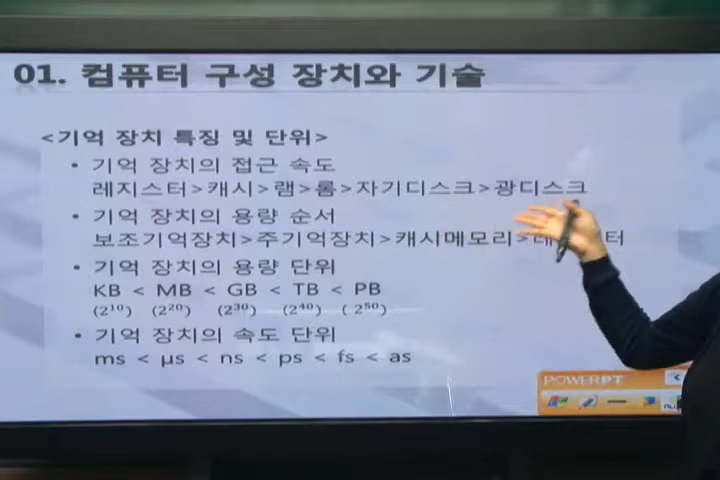 01. 컴퓨터 구성 장치와 기술
<기억 장치 특징 및 단위>
• 기억 장치의 접근 속도
레지스터>캐시>램>롬>자기디스크>광디스크
• 기억 장치의 용량 순서
보조기억장치>주기억장치>캐시메모리>레 터
• 기억 장치의 용량 단위
KB < MB < GB < TB < PB
(2¹⁰) (2²⁰) (2³⁰) (2⁴⁰) (2⁵⁰)
• 기억 장치의 속도 단위
ms < μs < ns < ps < fs < as
POWERPT